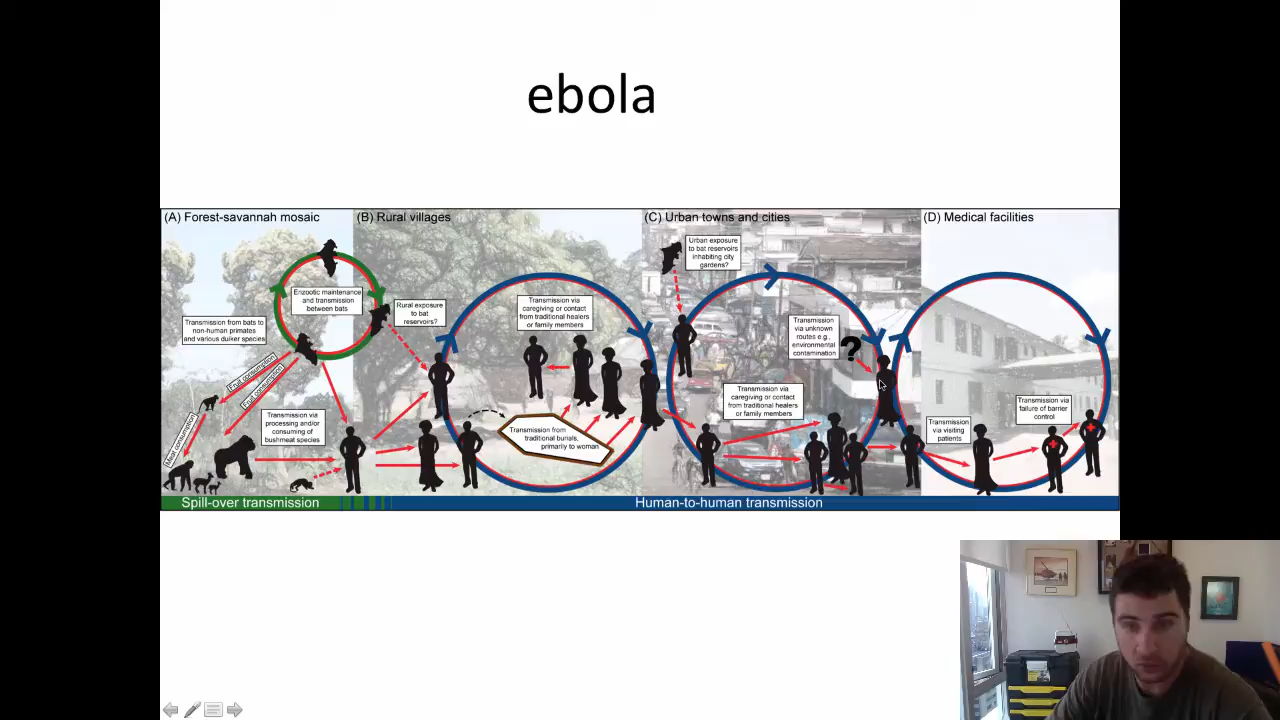 ebola
(A) Forest-savannah mosaic
(B) Rural villages
(C) Urban towns and cities
(D) Medical facilities
Enzootic maintenance
and transmission
between bats
Transmission from bats to
non-human primates
and various duiker species
Fruit consumption
Fruit consumption
Meat consumption
Transmission via
processing and/or
consuming of
bushmeat species
Rural exposure
to bat
reservoirs?
Transmission via
caregiving or contact
from traditional healers
or family members
Transmission from
traditional burials,
primarily to woman
Urban exposure
to bat reservoirs
inhabiting city
gardens?
Transmission
via unknown
routes e.g.,
environmental
contamination
?
Transmission via
caregiving or contact
from traditional healers
or family members
Transmission
via visiting
patients
Transmission via
failure of barrier
control
Spill-over transmission
Human-to-human transmission